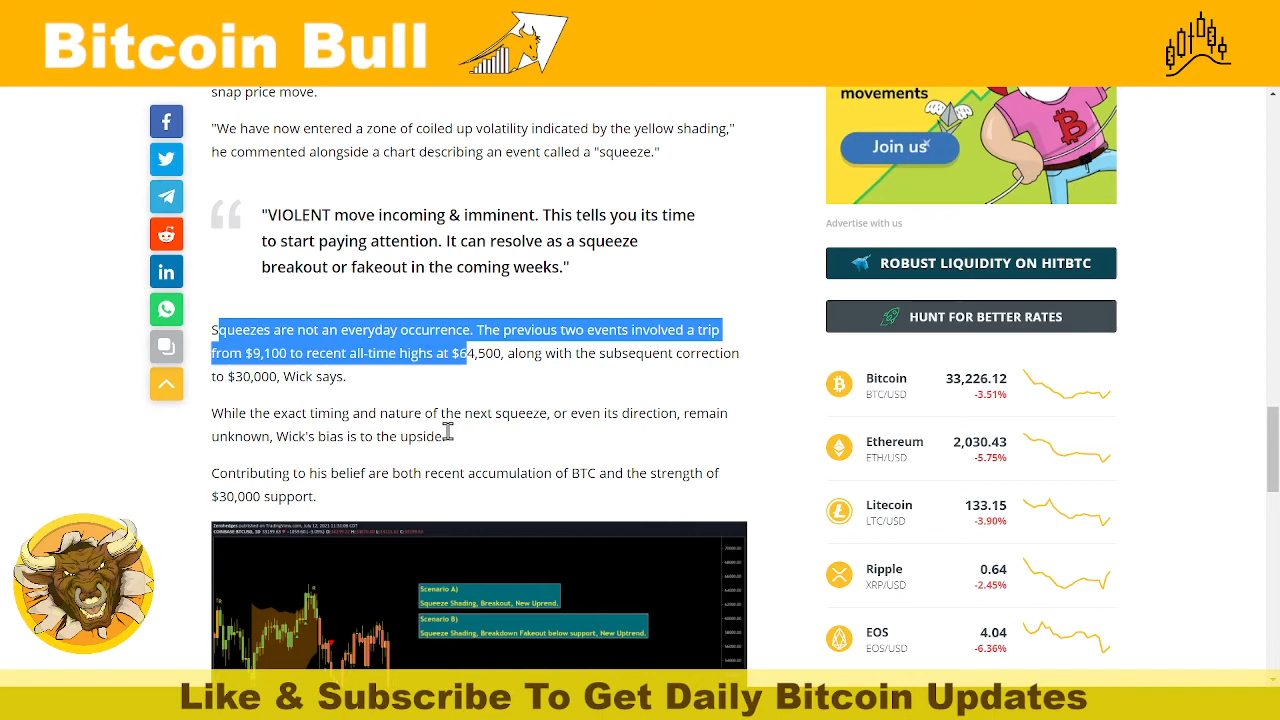 Bitcoin Bull
snap price move.
"We have now entered a zone of coiled up volatility indicated by the yellow shading,"
he commented alongside a chart describing an event called a "squeeze."
"VIOLENT move incoming & imminent. This tells you its time
to start paying attention. It can resolve as a squeeze
breakout or fakeout in the coming weeks."
Squeezes are not an everyday occurrence. The previous two events involved a trip
from $9,100 to recent all-time highs at $64,500, along with the subsequent correction
to $30,000, Wick says.
While the exact timing and nature of the next squeeze, or even its direction, remain
unknown, Wick's bias is to the upside.
Contributing to his belief are both recent accumulation of BTC and the strength of
$30,000 support.
Scenario A)
Squeeze Shading, Breakout, New Uprend.
Scenario B)
Squeeze Shading, Breakdown Fakeout below support, New Uptrend.
movements
Join us
Advertise with us
ROBUST LIQUIDITY ON HITBTC
HUNT FOR BETTER RATES
Bitcoin 33,226.12
BTC/USD -3.51%
Ethereum 2,030.43
ETH/USD -5.75%
Litecoin 133.15
LTC/USD -3.90%
Ripple 0.64
XRP/USD -2.45%
EOS 4.04
EOS/USD -6.36%
Like & Subscribe To Get Daily Bitcoin Updates